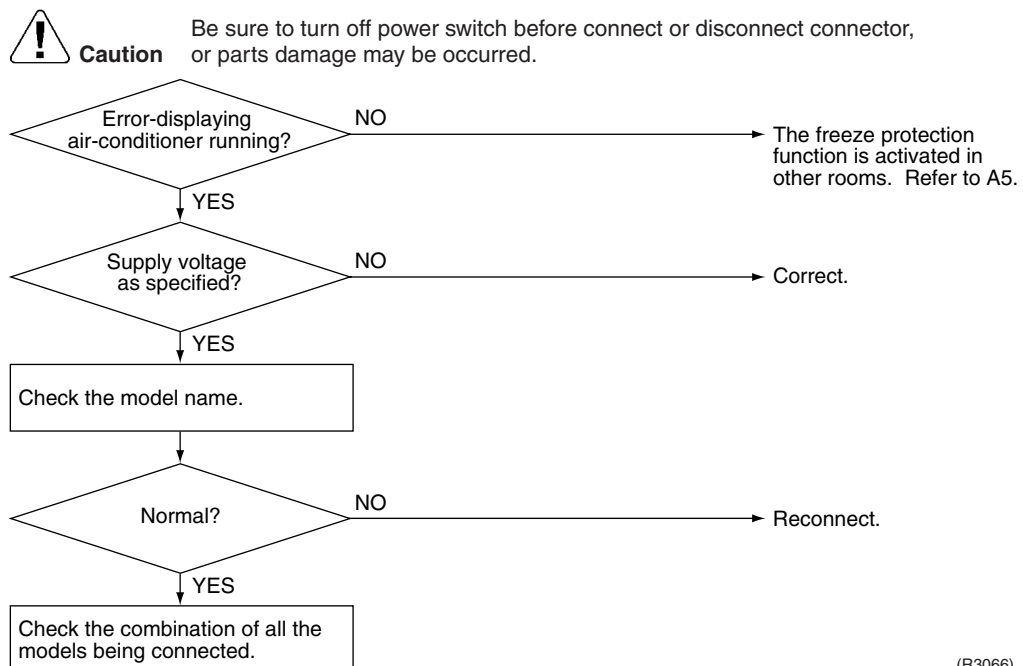 Be sure to turn off power switch before connect or disconnect connector,
Caution or parts damage may be occurred.
Error-displaying
air-conditioner running?
NO
The freeze protection
function is activated in
other rooms. Refer to A5.
YES
Supply voltage
as specified?
NO
Correct.
YES
Check the model name.
Normal?
NO
Reconnect.
YES
Check the combination of all the
models being connected.
(R3066)